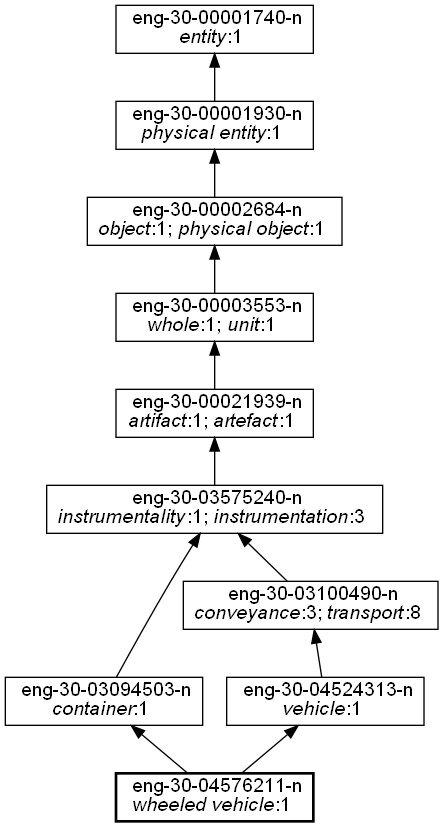 eng-30-00001740-n
entity:1
eng-30-00001930-n
physical entity:1
eng-30-00002684-n
object:1; physical object:1
eng-30-00003553-n
whole:1; unit:1
eng-30-00021939-n
artifact:1; artefact:1
eng-30-03575240-n
instrumentality:1; instrumentation:3
eng-30-03100490-n
conveyance:3; transport:8
eng-30-03094503-n
container:1
eng-30-04524313-n
vehicle:1
eng-30-04576211-n
wheeled vehicle:1